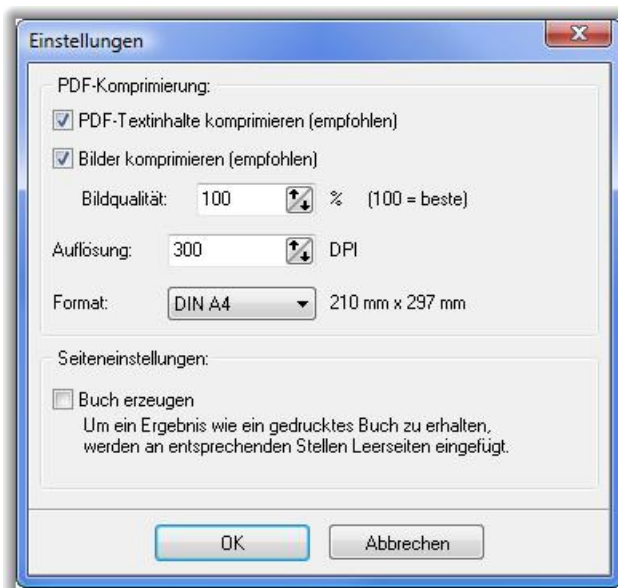 Einstellungen
PDF-Komprimierung:
PDF-Textinhalte komprimieren (empfohlen)
Bilder komprimieren (empfohlen)
Bildqualität: 100 % (100 = beste)
Auflösung: 300 DPI
Format: DIN A4 210 mm x 297 mm
Seiteneinstellungen:
Buch erzeugen
Um ein Ergebnis wie ein gedrucktes Buch zu erhalten,
werden an entsprechenden Stellen Leerseiten eingefügt.
OK Abbrechen